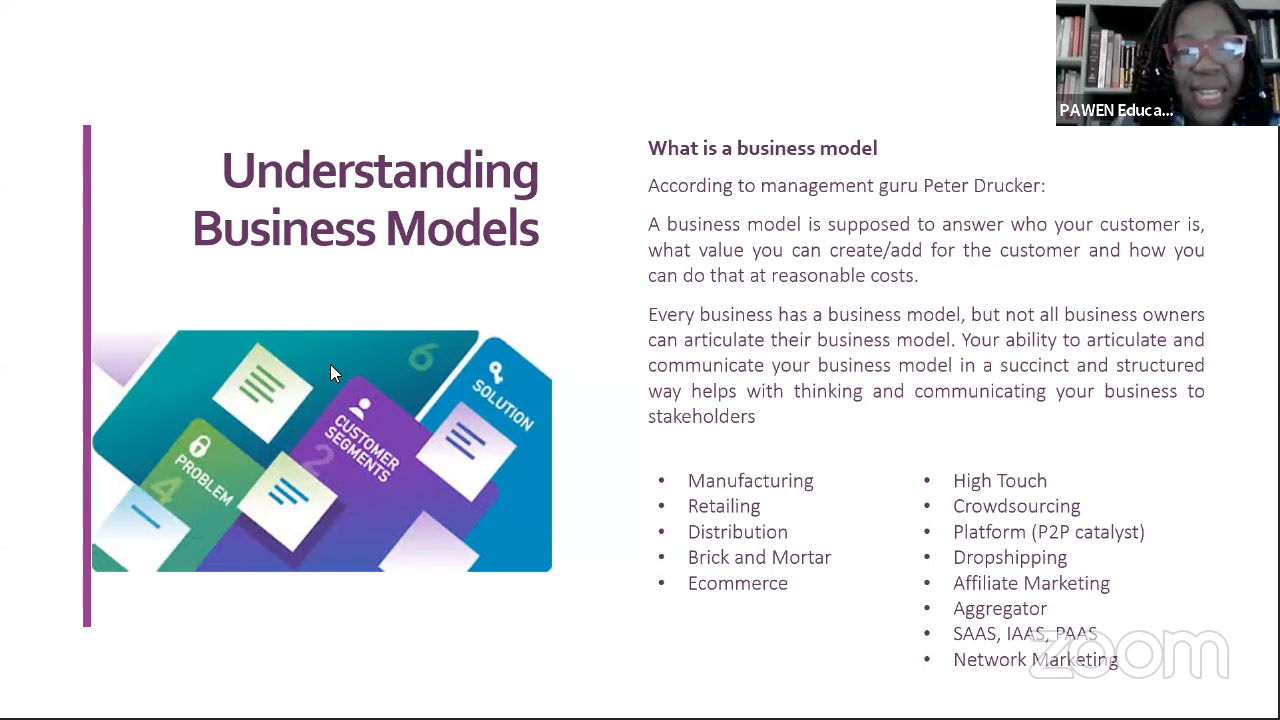 PAWEN Educa...
Understanding
Business Models
6
SOLUTION
CUSTOMER
SEGMENTS
2
PROBLEM
4
What is a business model
According to management guru Peter Drucker:
A business model is supposed to answer who your customer is,
what value you can create/add for the customer and how you
can do that at reasonable costs.
Every business has a business model, but not all business owners
can articulate their business model. Your ability to articulate and
communicate your business model in a succinct and structured
way helps with thinking and communicating your business to
stakeholders
• Manufacturing
• Retailing
• Distribution
• Brick and Mortar
• Ecommerce
• High Touch
• Crowdsourcing
• Platform (P2P catalyst)
• Dropshipping
• Affiliate Marketing
• Aggregator
• SAAS, IAAS, PAAS
• Network Marketing
zoom